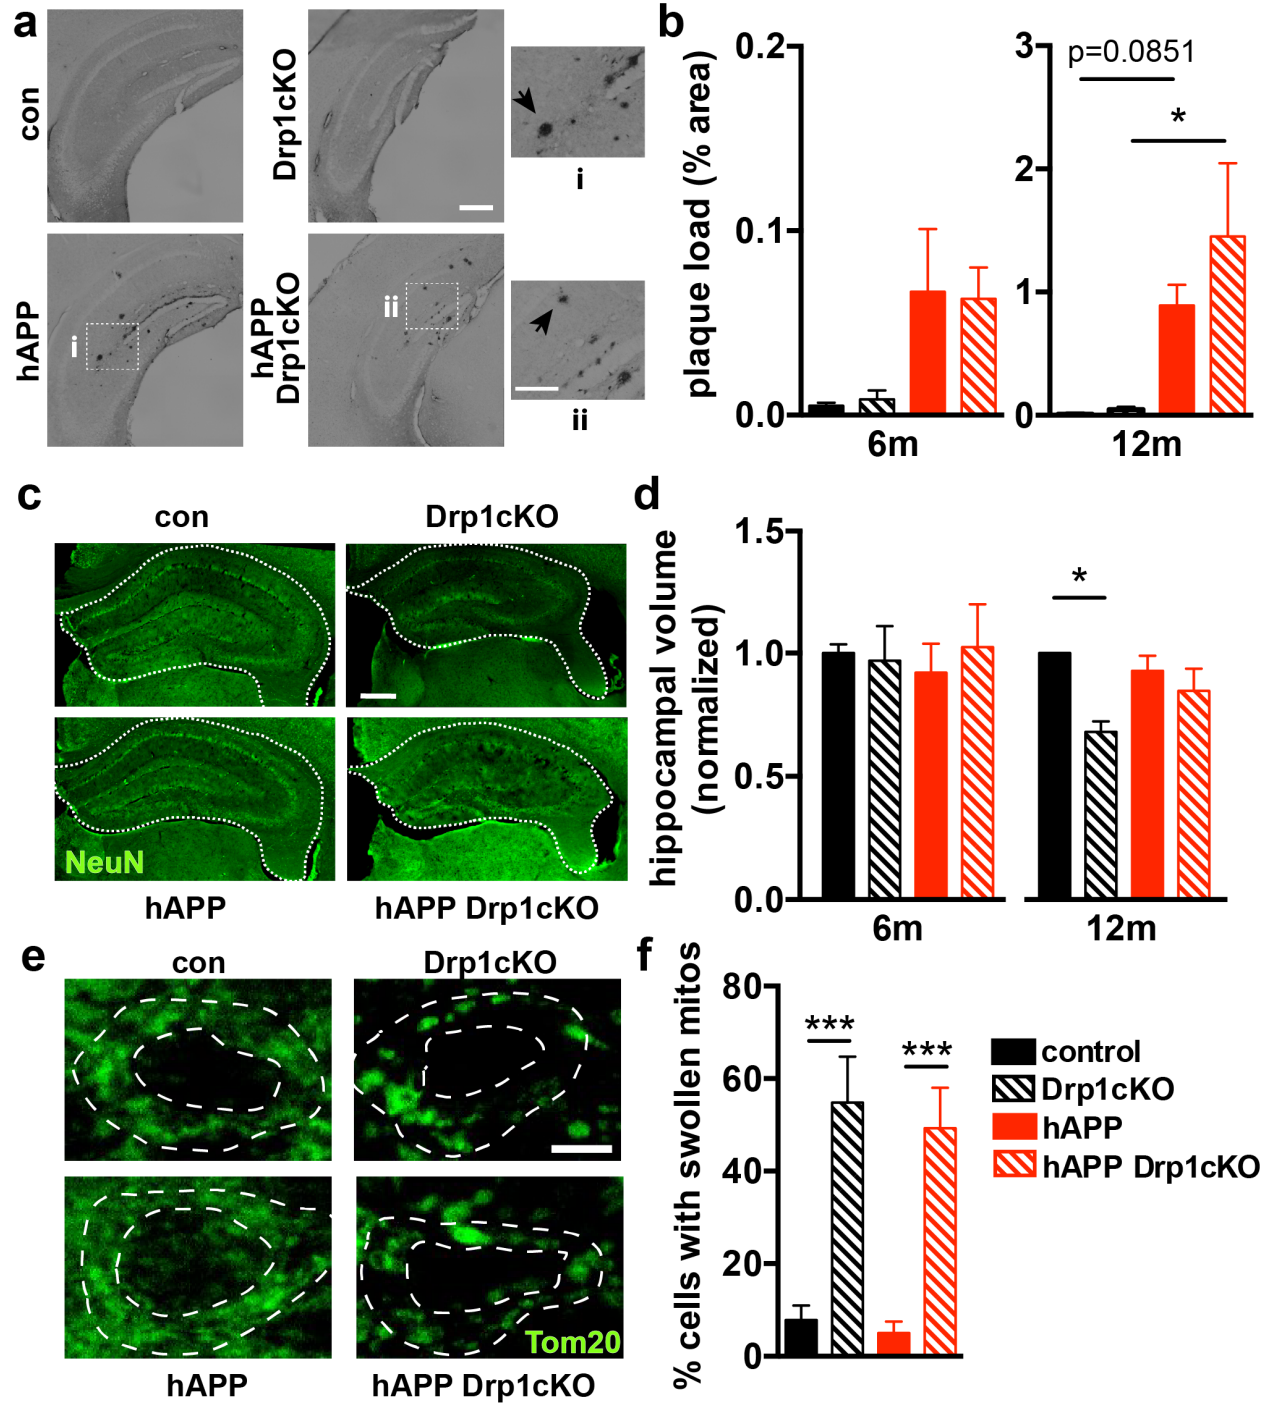 a
con
Drp1cKO
i
hAPP
i
hAPP
Drp1cKO
ii
ii
b
plaque load (% area)
0.2
0.1
0.0
6m
3
2
1
0
p=0.0851
*
12m
c
con
Drp1cKO
NeuN
hAPP
hAPP Drp1cKO
d
hippocampal volume
(normalized)
1.5
1.0
0.5
0.0
*
6m
12m
e
con
Drp1cKO
Tom20
hAPP
hAPP Drp1cKO
f
% cells with swollen mitos
80
60
40
20
0
***
***
control
Drp1cKO
hAPP
hAPP Drp1cKO